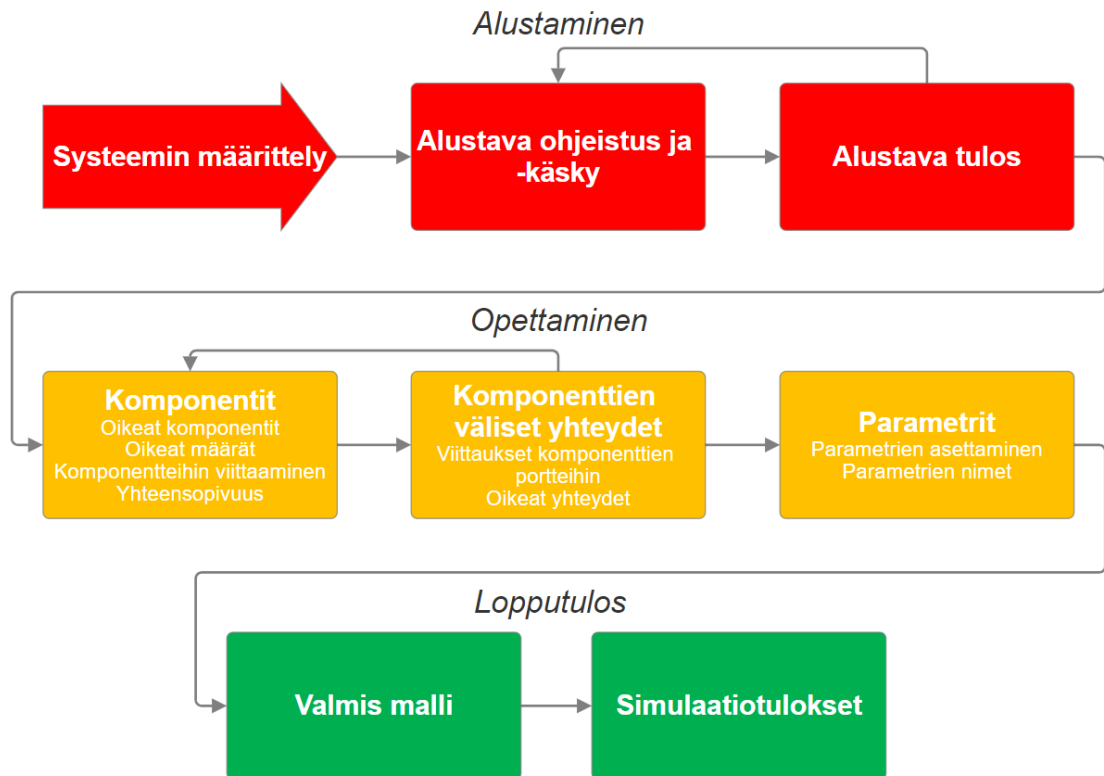 Alustaminen
Systeemin määrittely
Alustava ohjeistus ja
-käsky
Alustava tulos
Opettaminen
Komponentit
Oikeat komponentit
Oikeat määrät
Komponentteihin viittaaminen
Yhteensopivuus
Komponenttien
väliset yhteydet
Viittaukset komponenttien
portteihin
Oikeat yhteydet
Parametrit
Parametrien asettaminen
Parametrien nimet
Lopputulos
Valmis malli
Simulaatiotulokset